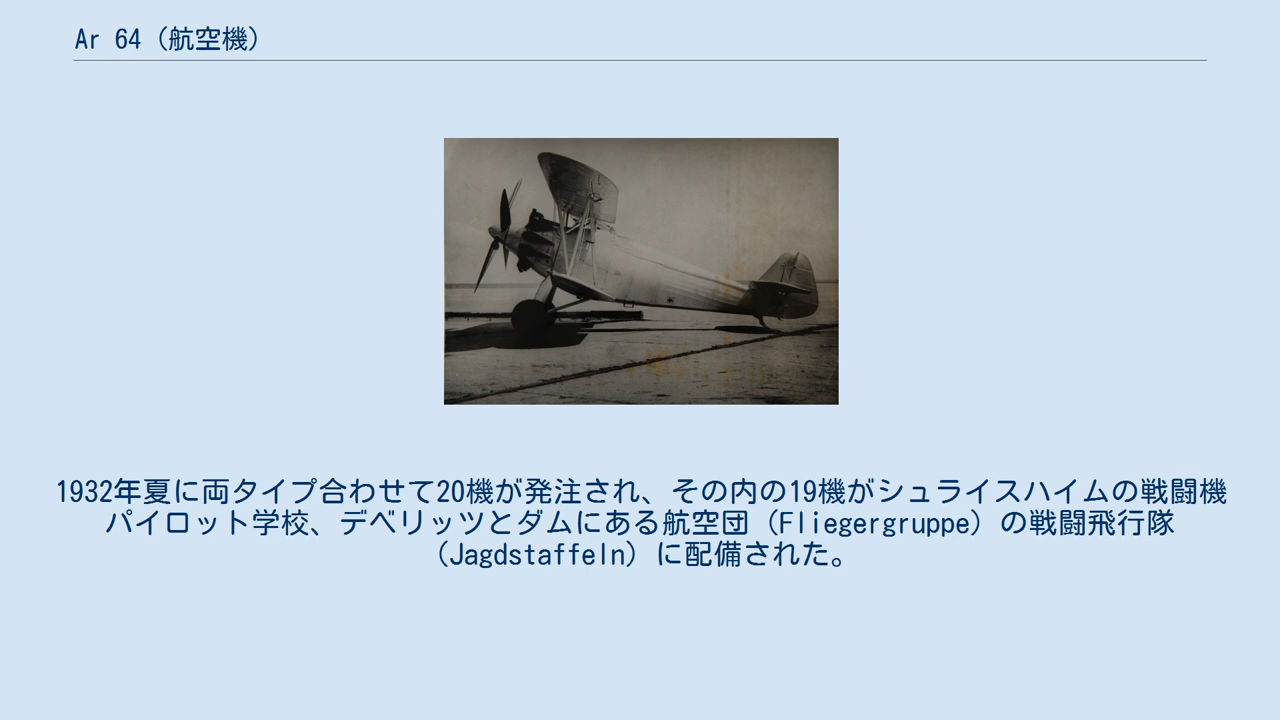 Ar 64（航空機）
1932年夏に両タイプ合わせて20機が発注され、その内の19機がシュライスハイムの戦闘機
パイロット学校、デベリッツとダムにある航空団（Fliegergruppe）の戦闘飛行隊
（Jagdstaffeln）に配備された。